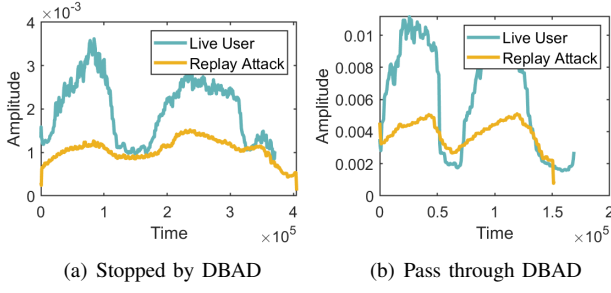 4 ×10⁻³
Live User
Replay Attack
3
2
1
0
Amplitude
0 1 2 3 4
Time
×10⁵
(a) Stopped by DBAD
Live User
Replay Attack
0.01
0.008
0.006
0.004
0.002
0
Amplitude
0 0.5 1 1.5 2
Time
×10⁵
(b) Pass through DBAD